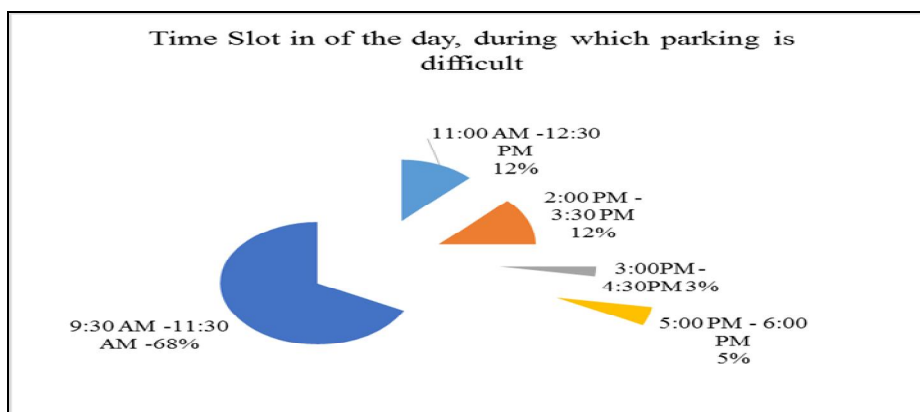 Time Slot in of the day, during which parking is
difficult
11:00 AM -12:30
PM
12%
2:00 PM -
3:30 PM
12%
3:00PM-
4:30PM 3%
5:00 PM - 6:00
PM
5%
9:30 AM -11:30
AM -68%